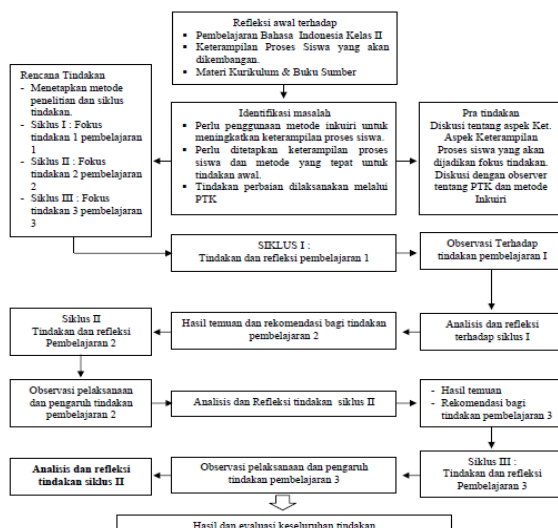 Refleksi awal terhadap
▪ Pembelajaran Bahasa Indonesia Kelas II
▪ Keterampilan Proses Siswa yang akan
dikembangan.
▪ Materi Kurikulum & Buku Sumber
Rencana Tindakan
- Menetapkan metode
penelitian dan siklus
tindakan.
- Siklus I : Fokus
tindakan 1 pembelajaran
1
- Siklus II : Fokus
tindakan 2 pembelajaran
2
- Siklus III : Fokus
tindakan 3 pembelajaran
3
Identifikasi masalah
▪ Perlu penggunaan metode inkuiri untuk
meningkatkan keterampilan proses siswa.
▪ Perlu ditetapkan keterampilan proses
siswa dan metode yang tepat untuk
tindakan awal.
▪ Tindakan perbaian dilaksanakan melalui
PTK
Pra tindakan
Diskusi tentang aspek Ket.
Aspek Keterampilan
Proses siswa yang akan
dijadikan fokus tindakan.
Diskusi dengan observer
tentang PTK dan metode
Inkuiri
SIKLUS I :
Tindakan dan refleksi pembelajaran 1
Observasi Terhadap
tindakan pembelajaran I
Siklus II
Tindakan dan refleksi
Pembelajaran 2
Hasil temuan dan rekomendasi bagi tindakan
pembelajaran 2
Analisis dan refleksi
terhadap siklus I
Observasi pelaksanaan
dan pengaruh tindakan
pembelajaran 2
Analisis dan Refleksi tindakan siklus II
- Hasil temuan
- Rekomendasi bagi
tindakan pembelajaran 3
Analisis dan refleksi
tindakan siklus II
Observasi pelaksanaan dan pengaruh
tindakan pembelajaran 3
Siklus III :
Tindakan dan refleksi
Pembelajaran 3
Hasil dan evaluasi keseluruhan tindakan